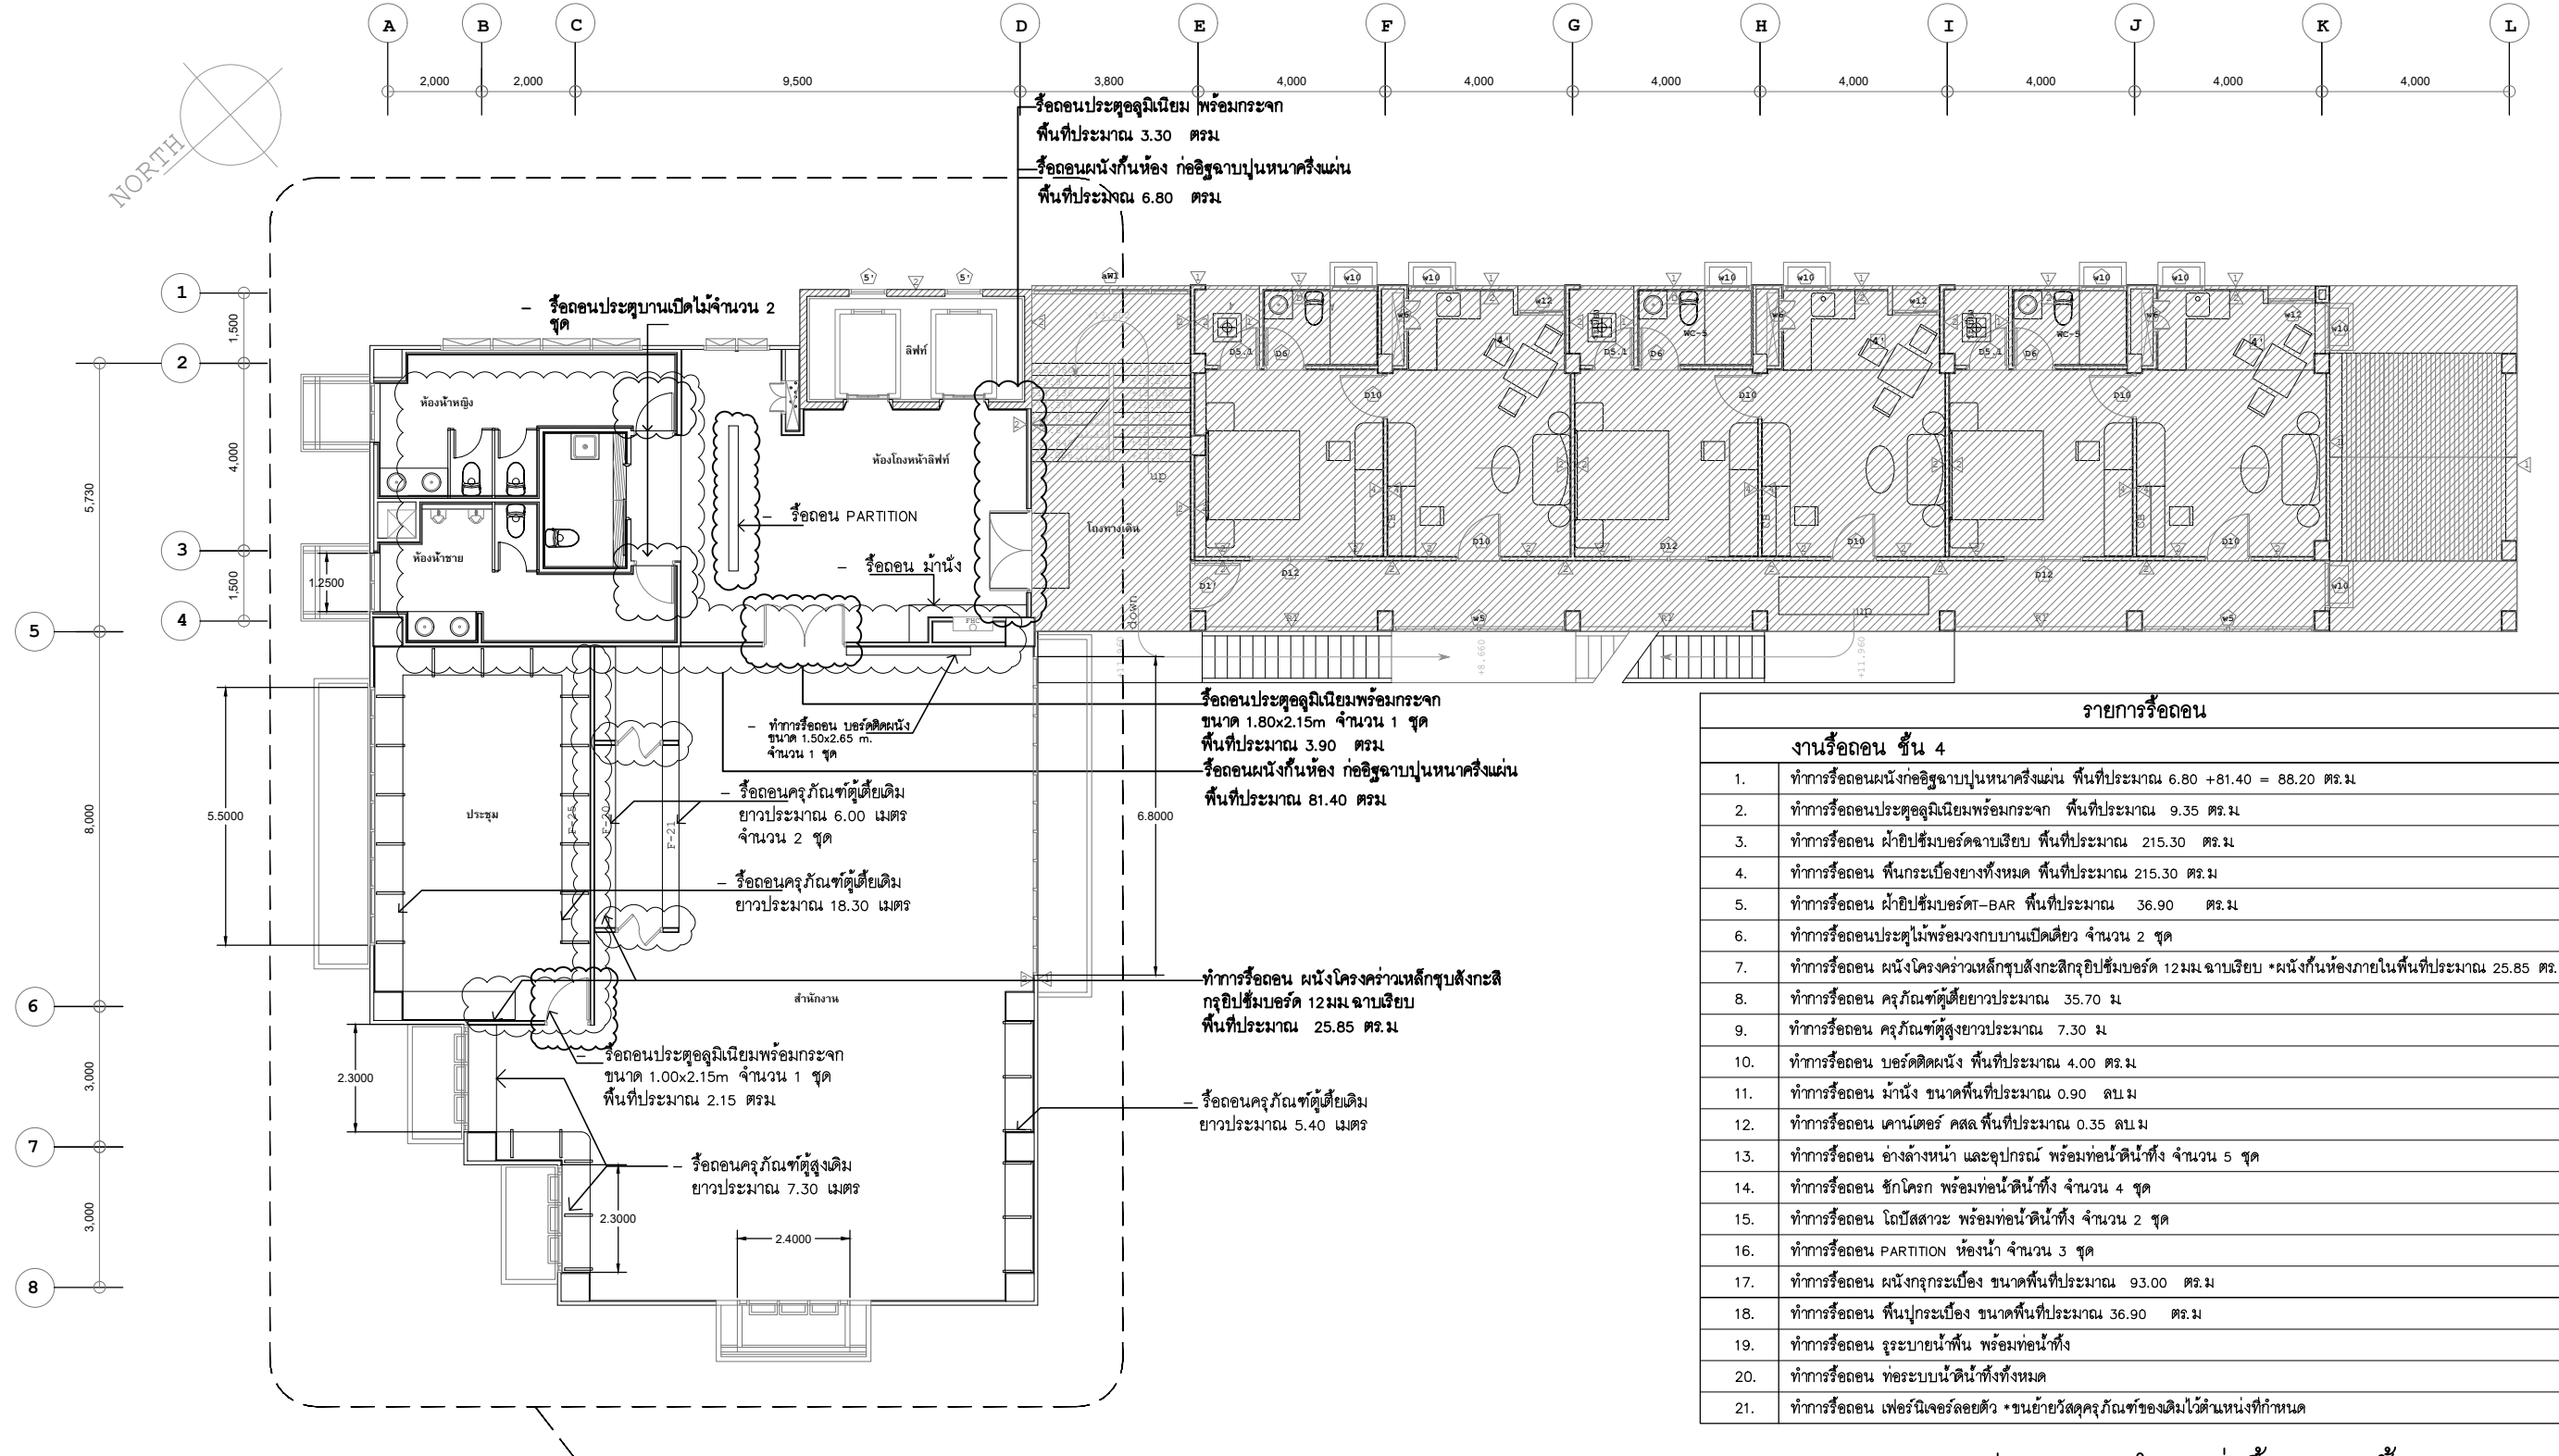 A B C D E F G H I J K L
2,000 2,000 9,500 3,800 4,000 4,000 4,000 4,000 4,000 4,000 4,000
NORTH
รื้อถอนประตูอลูมิเนียม พร้อมกระจก
พื้นที่ประมาณ 3.30 ตรม.
รื้อถอนผนังกั้นห้อง ก่ออิฐฉาบปูนหนาครึ่งแผ่น
พื้นที่ประมาณ 6.80 ตรม.
1
1,500
2
4,000
5,730
3
1,500
4
5
8,000
6
3,000
7
3,000
8
5' 2 5' aW1
w10 w10 w10 w10 w10 w10
w12 w12 w12
w6 w6 w6
WC-5 WC-5
D5.1 D6 D5.1 D6 D5.1 D6
4' 4' 4'
D10 D10 D10
- รื้อถอนประตูบานเปิดไม้จำนวน 2
ชุด
ลิฟท์
ห้องน้ำหญิง
ห้องโถงหน้าลิฟท์
up
- รื้อถอน PARTITION
โถงทางเดิน
ห้องน้ำชาย
- รื้อถอน ม้านั่ง
1.2500
FHC
down
CB CB CB
D10 D12 D10 D10
D12 D1' D12
R1 w5 R1 up R1 w5
w10 w10
+11.960 +8.660 +11.960
5.5000
6.8000
- ทำการรื้อถอน บอร์ดติดผนัง
ขนาด 1.50x2.65 m.
จำนวน 1 ชุด
รื้อถอนประตูอลูมิเนียมพร้อมกระจก
ขนาด 1.80x2.15m จำนวน 1 ชุด
พื้นที่ประมาณ 3.90 ตรม.
รื้อถอนผนังกั้นห้อง ก่ออิฐฉาบปูนหนาครึ่งแผ่น
พื้นที่ประมาณ 81.40 ตรม.
ประชุม
F-25 F-20 F-21
- รื้อถอนครุภัณฑ์ตู้เตี้ยเดิม
ยาวประมาณ 6.00 เมตร
จำนวน 2 ชุด
- รื้อถอนครุภัณฑ์ตู้เตี้ยเดิม
ยาวประมาณ 18.30 เมตร
สำนักงาน
ทำการรื้อถอน ผนังโครงคร่าวเหล็กชุบสังกะสี
กรุยิปซั่มบอร์ด 12มม.ฉาบเรียบ
พื้นที่ประมาณ 25.85 ตร.ม.
- รื้อถอนประตูอลูมิเนียมพร้อมกระจก
ขนาด 1.00x2.15m จำนวน 1 ชุด
พื้นที่ประมาณ 2.15 ตรม.
2.3000
- รื้อถอนครุภัณฑ์ตู้เตี้ยเดิม
ยาวประมาณ 5.40 เมตร
- รื้อถอนครุภัณฑ์ตู้สูงเดิม
ยาวประมาณ 7.30 เมตร
2.3000
2.4000
รายการรื้อถอน
งานรื้อถอน ชั้น 4
1. ทำการรื้อถอนผนังก่ออิฐฉาบปูนหนาครึ่งแผ่น พื้นที่ประมาณ 6.80 +81.40 = 88.20 ตร.ม.
2. ทำการรื้อถอนประตูอลูมิเนียมพร้อมกระจก พื้นที่ประมาณ 9.35 ตร.ม.
3. ทำการรื้อถอน ฝ้ายิปซั่มบอร์ดฉาบเรียบ พื้นที่ประมาณ 215.30 ตร.ม.
4. ทำการรื้อถอน พื้นกระเบื้องยางทั้งหมด พื้นที่ประมาณ 215.30 ตร.ม
5. ทำการรื้อถอน ฝ้ายิปซั่มบอร์ดT-BAR พื้นที่ประมาณ 36.90 ตร.ม.
6. ทำการรื้อถอนประตูไม้พร้อมวงกบบานเปิดเดี่ยว จำนวน 2 ชุด
7. ทำการรื้อถอน ผนังโครงคร่าวเหล็กชุบสังกะสีกรุยิปซั่มบอร์ด 12มม.ฉาบเรียบ *ผนังกั้นห้องภายในพื้นที่ประมาณ 25.85 ตร.
8. ทำการรื้อถอน ครุภัณฑ์ตู้เตี้ยยาวประมาณ 35.70 ม.
9. ทำการรื้อถอน ครุภัณฑ์ตู้สูงยาวประมาณ 7.30 ม.
10. ทำการรื้อถอน บอร์ดติดผนัง พื้นที่ประมาณ 4.00 ตร.ม.
11. ทำการรื้อถอน ม้านั่ง ขนาดพื้นที่ประมาณ 0.90 ลบ.ม
12. ทำการรื้อถอน เคาน์เตอร์ คสล.พื้นที่ประมาณ 0.35 ลบ.ม
13. ทำการรื้อถอน อ่างล้างหน้า และอุปกรณ์ พร้อมท่อน้ำดีน้ำทิ้ง จำนวน 5 ชุด
14. ทำการรื้อถอน ชักโครก พร้อมท่อน้ำดีน้ำทิ้ง จำนวน 4 ชุด
15. ทำการรื้อถอน โถปัสสาวะ พร้อมท่อน้ำดีน้ำทิ้ง จำนวน 2 ชุด
16. ทำการรื้อถอน PARTITION ห้องน้ำ จำนวน 3 ชุด
17. ทำการรื้อถอน ผนังกรุกระเบื้อง ขนาดพื้นที่ประมาณ 93.00 ตร.ม
18. ทำการรื้อถอน พื้นปูกระเบื้อง ขนาดพื้นที่ประมาณ 36.90 ตร.ม
19. ทำการรื้อถอน รูระบายน้ำพื้น พร้อมท่อน้ำทิ้ง
20. ทำการรื้อถอน ท่อระบบน้ำดีน้ำทิ้งทั้งหมด
21. ทำการรื้อถอน เฟอร์นิเจอร์ลอยตัว *ขนย้ายวัสดุครุภัณฑ์ของเดิมไว้ตำแหน่งที่กำหนด